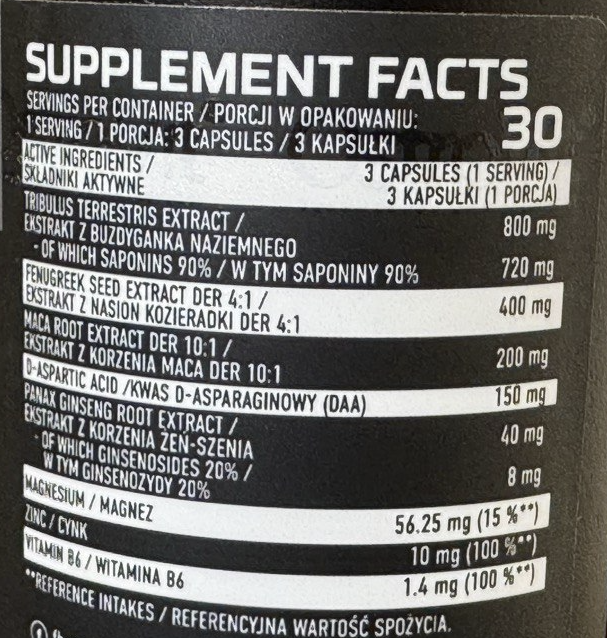 SUPPLEMENT FACTS
SERVINGS PER CONTAINER / PORCJI W OPAKOWANIU: 30
1 SERVING / 1 PORCJA: 3 CAPSULES / 3 KAPSUŁKI
ACTIVE INGREDIENTS / 3 CAPSULES (1 SERVING) /
SKŁADNIKI AKTYWNE 3 KAPSUŁKI (1 PORCJA)
TRIBULUS TERRESTRIS EXTRACT / 800 mg
EKSTRAKT Z BUZDYGANKA NAZIEMNEGO
- OF WHICH SAPONINS 90% / W TYM SAPONINY 90% 720 mg
FENUGREEK SEED EXTRACT DER 4:1 / 400 mg
EKSTRAKT Z NASION KOZIERADKI DER 4:1
MACA ROOT EXTRACT DER 10:1 / 200 mg
EKSTRAKT Z KORZENIA MACA DER 10:1
D-ASPARTIC ACID /KWAS D-ASPARAGINOWY (DAA) 150 mg
PANAX GINSENG ROOT EXTRACT / 40 mg
EKSTRAKT Z KORZENIA ŻEŃ-SZENIA
- OF WHICH GINSENOSIDES 20% / 8 mg
W TYM GINSENOZYDY 20%
MAGNESIUM / MAGNEZ 56.25 mg (15 %**)
ZINC / CYNK 10 mg (100 %**)
VITAMIN B6 / WITAMINA B6 1.4 mg (100 %**)
**REFERENCE INTAKES / REFERENCYJNA WARTOŚĆ SPOŻYCIA.